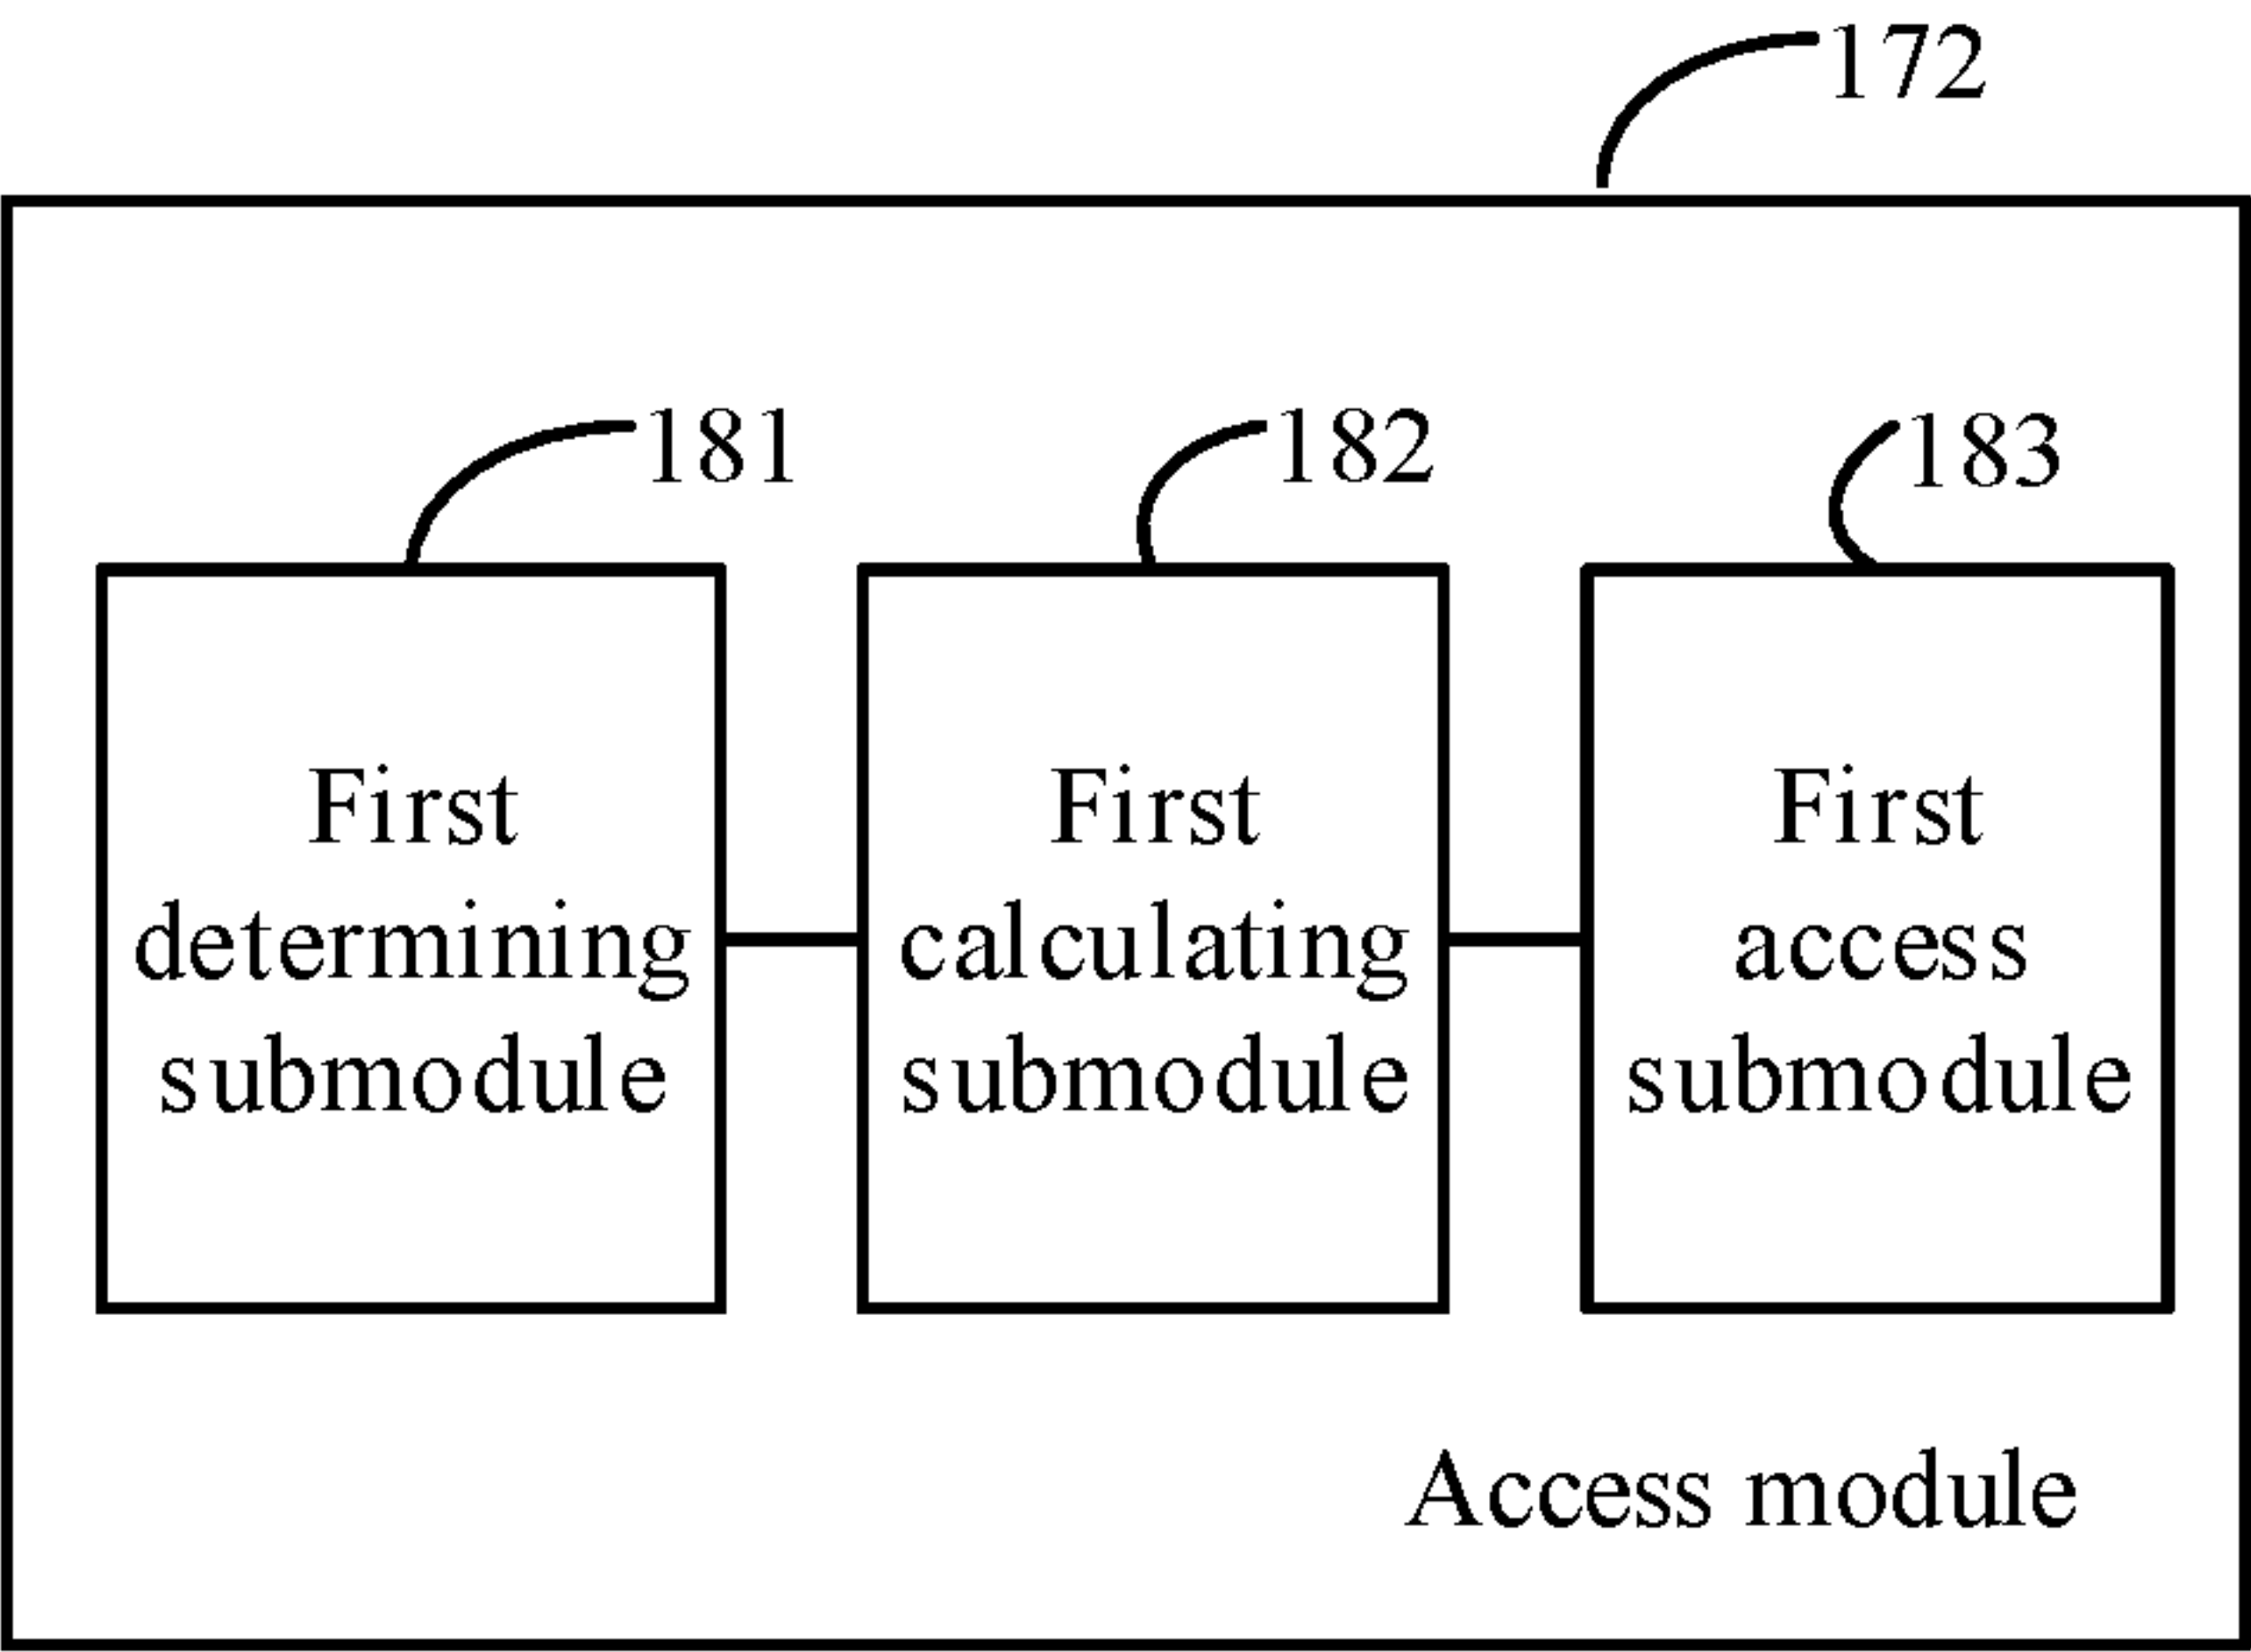 172
181
182
183
First
determining
submodule
First
calculating
submodule
First
access
submodule
Access module